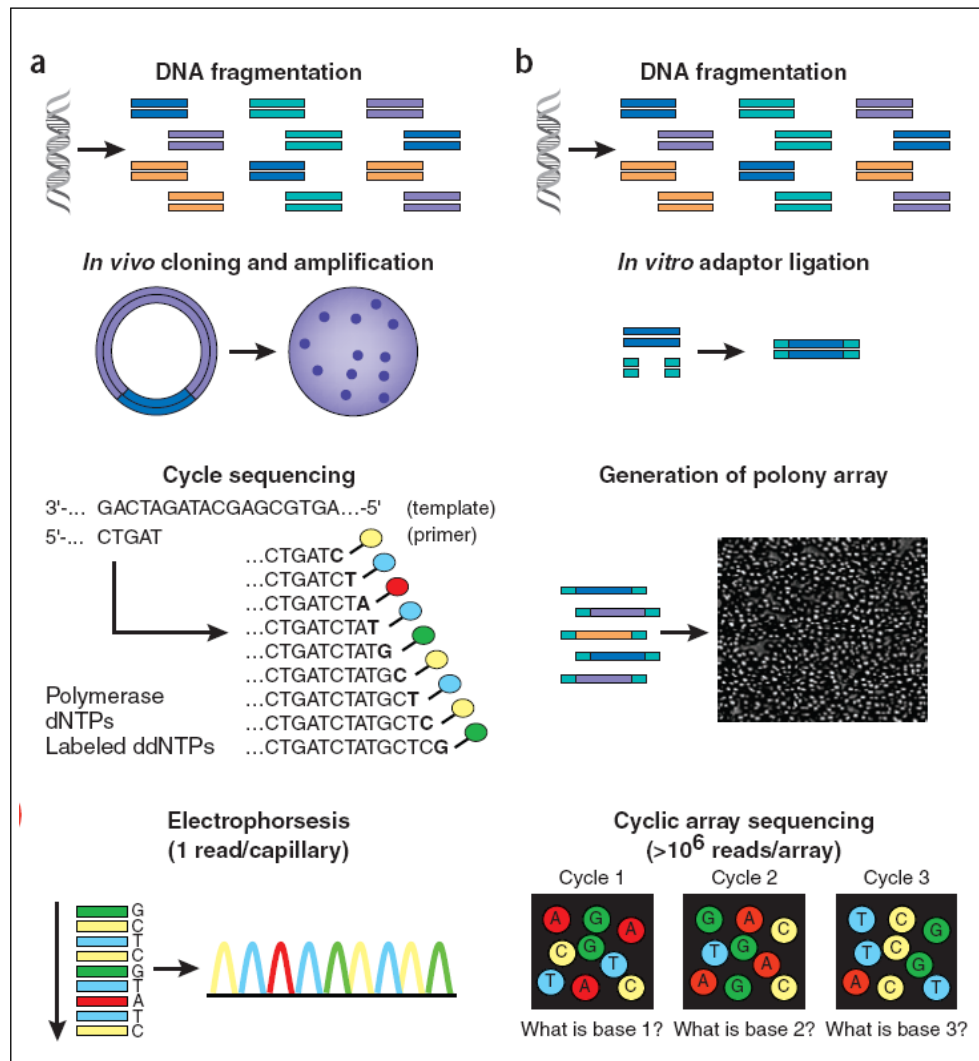 a
DNA fragmentation
In vivo cloning and amplification
Cycle sequencing
3'-... GACTAGATACGAGCGTGA...-5' (template)
5'-... CTGAT (primer)
...CTGATC
...CTGATCT
...CTGATCTA
...CTGATCTAT
...CTGATCTATG
...CTGATCTATGC
...CTGATCTATGCT
...CTGATCTATGCTC
...CTGATCTATGCTCG
Polymerase
dNTPs
Labeled ddNTPs
Electrophorsesis
(1 read/capillary)
G
C
T
C
G
T
A
T
C
b
DNA fragmentation
In vitro adaptor ligation
Generation of polony array
Cyclic array sequencing
(>10⁶ reads/array)
Cycle 1
A G A
C G T
T A C
What is base 1?
Cycle 2
G A C
T G A
A G C
What is base 2?
Cycle 3
T C G
T C G
A C T
What is base 3?